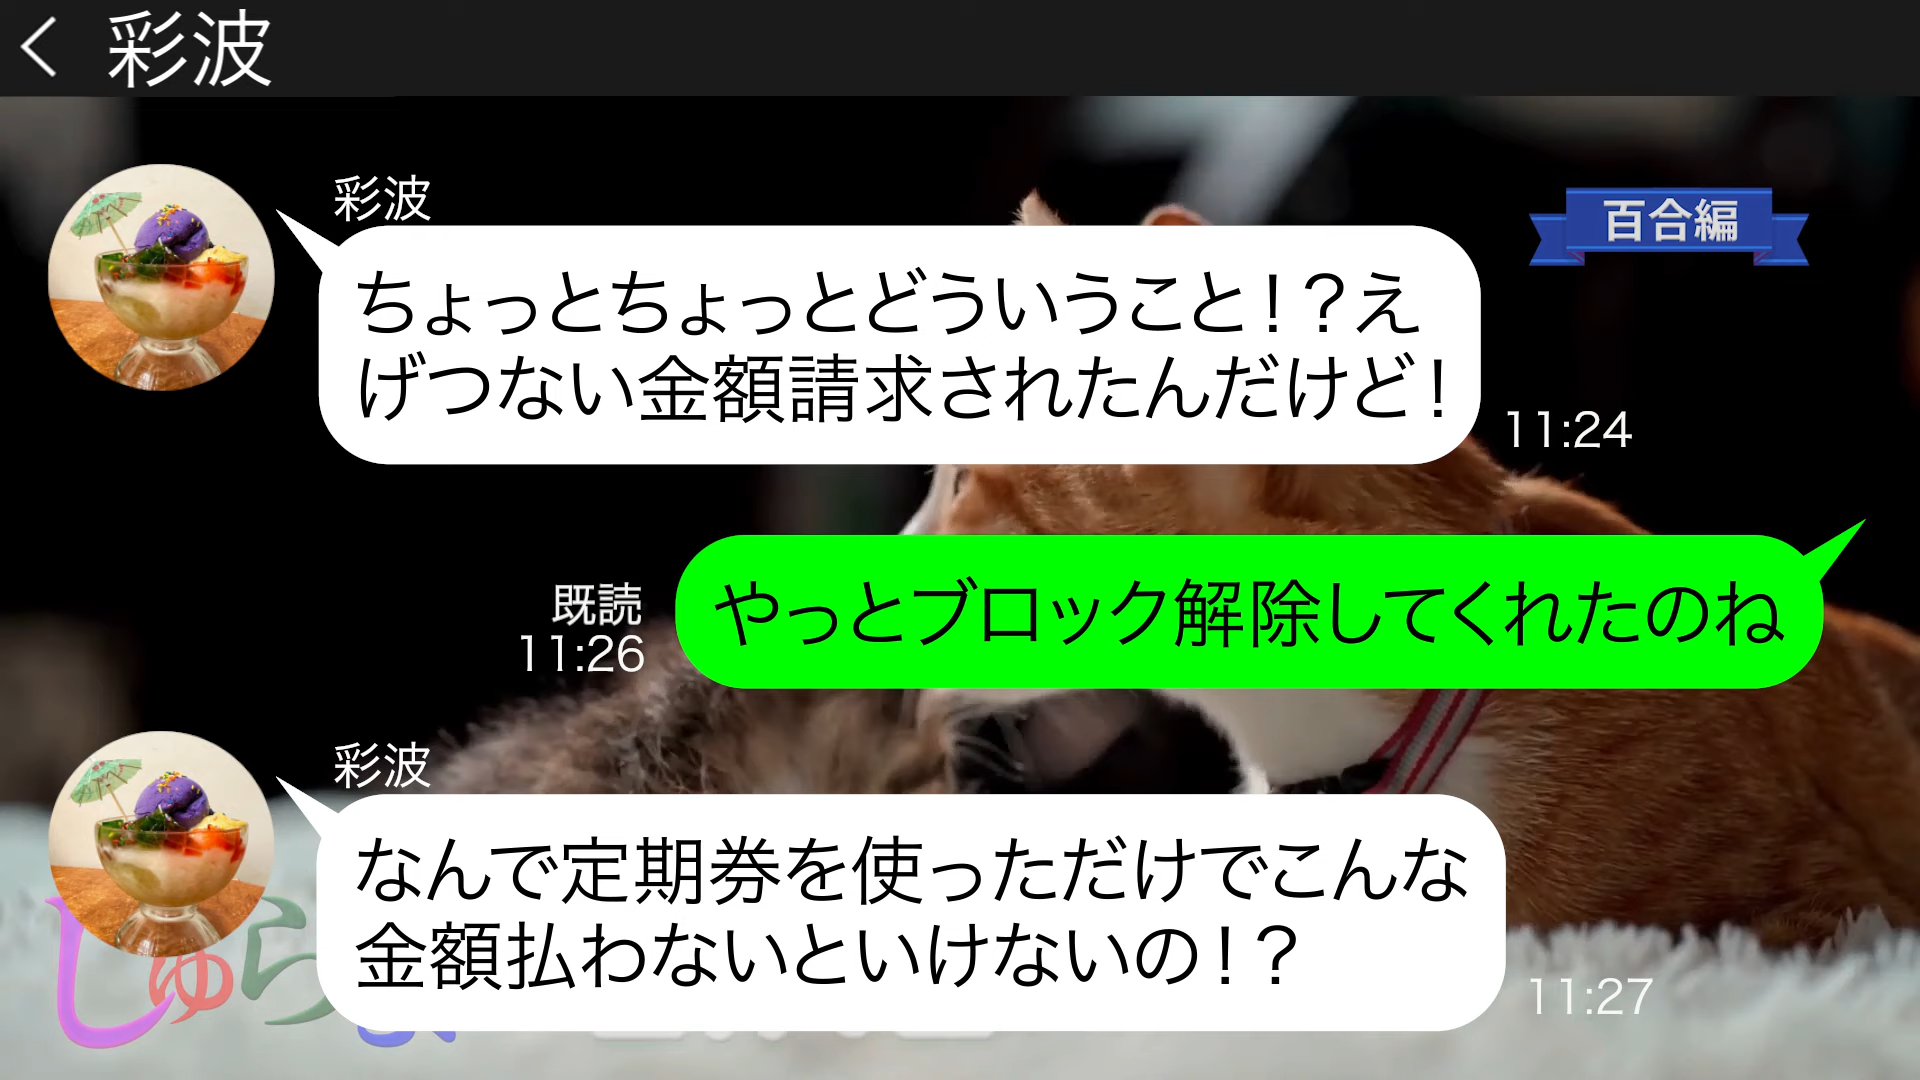 彩波
彩波
百合編
ちょっとちょっとどういうこと！？え
げつない金額請求されたんだけど！
11:24
やっとブロック解除してくれたのね
既読
11:26
彩波
なんで定期券を使っただけでこんな
金額払わないといけないの！？
11:27
しゅら